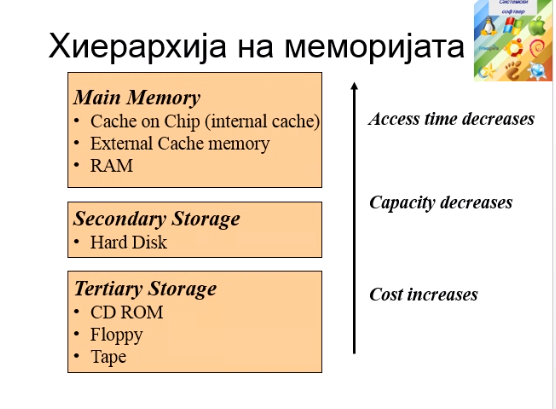 Хиерархија на меморијата
Системски
софтвер
Main Memory
• Cache on Chip (internal cache)
• External Cache memory
• RAM
Secondary Storage
• Hard Disk
Tertiary Storage
• CD ROM
• Floppy
• Tape
Access time decreases
Capacity decreases
Cost increases